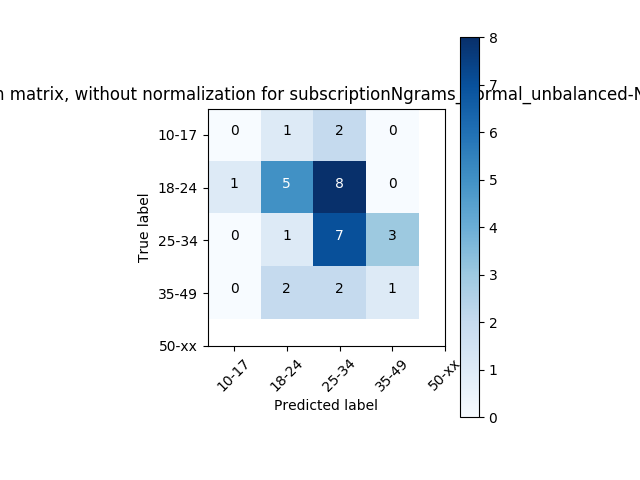 matrix, without normalization for subscriptionNgrams_normal_unbalanced-N
10-17 0 1 2 0
18-24 1 5 8 0
25-34 0 1 7 3
35-49 0 2 2 1
50-xx
True label
10-17 18-24 25-34 35-49 50-xx
Predicted label
8
7
6
5
4
3
2
1
0